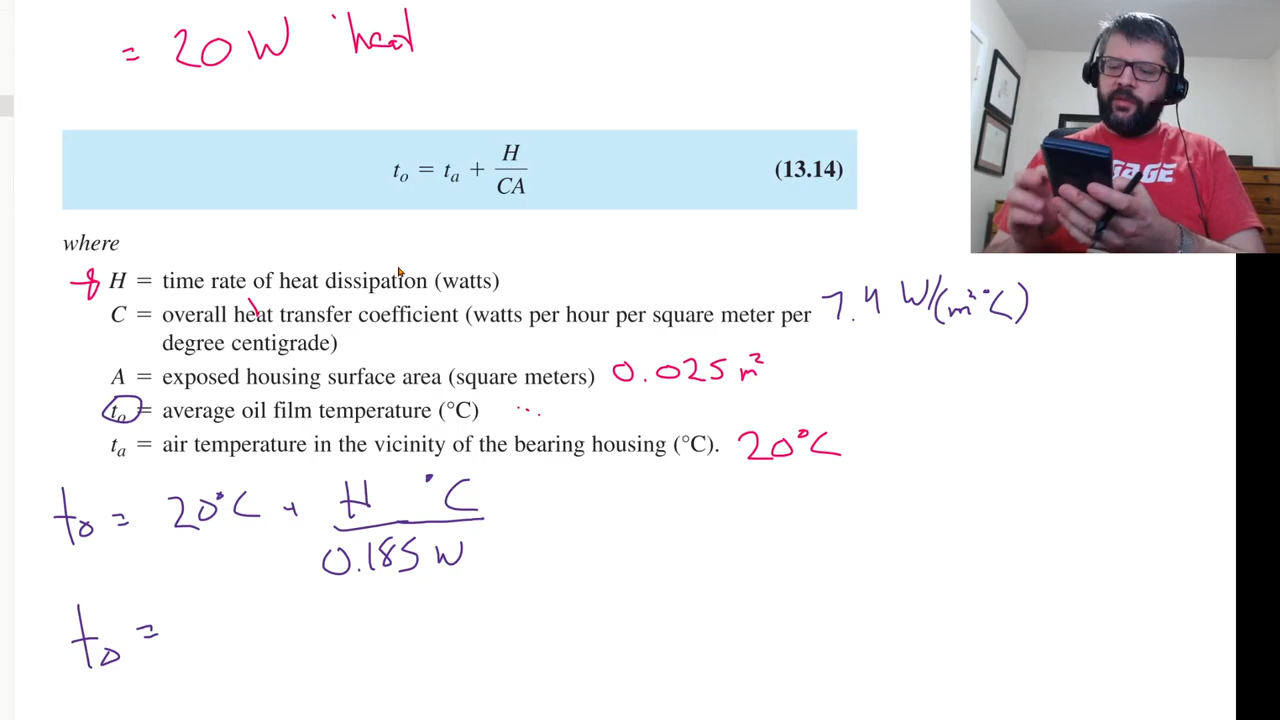 = 20 W heat
t_o = t_a + H/CA (13.14)
where
H = time rate of heat dissipation (watts)
C = overall heat transfer coefficient (watts per hour per square meter per 7.4 W/(m²°C)
degree centigrade)
A = exposed housing surface area (square meters) 0.025 m²
t_o = average oil film temperature (°C) ...
t_a = air temperature in the vicinity of the bearing housing (°C). 20°C
t_o = 20°C + H °C / 0.185 W
t_o =
GAGE